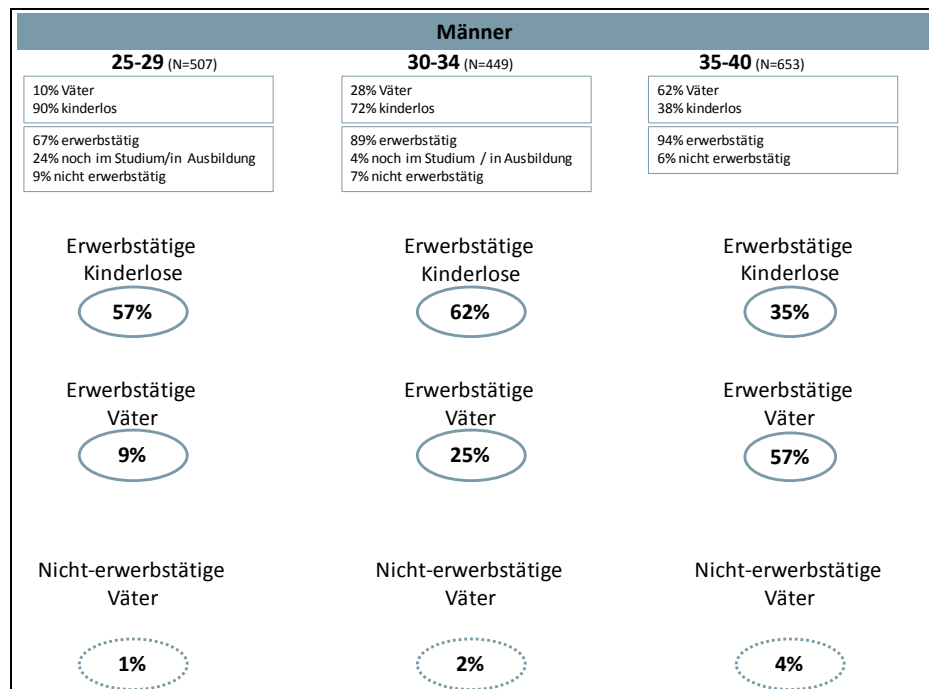 Männer
25-29 (N=507)
10% Väter
90% kinderlos
67% erwerbstätig
24% noch im Studium/in Ausbildung
9% nicht erwerbstätig
30-34 (N=449)
28% Väter
72% kinderlos
89% erwerbstätig
4% noch im Studium / in Ausbildung
7% nicht erwerbstätig
35-40 (N=653)
62% Väter
38% kinderlos
94% erwerbstätig
6% nicht erwerbstätig
Erwerbstätige
Kinderlose
57%
Erwerbstätige
Kinderlose
62%
Erwerbstätige
Kinderlose
35%
Erwerbstätige
Väter
9%
Erwerbstätige
Väter
25%
Erwerbstätige
Väter
57%
Nicht-erwerbstätige
Väter
1%
Nicht-erwerbstätige
Väter
2%
Nicht-erwerbstätige
Väter
4%